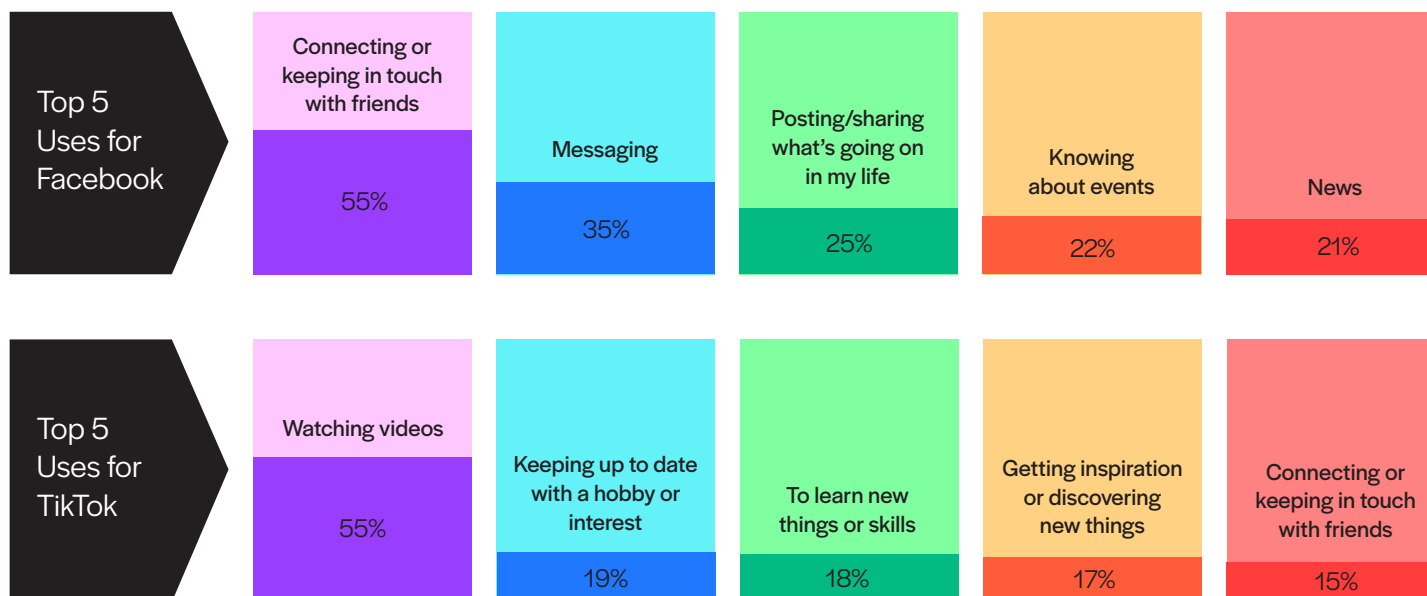 Top 5
Uses for
Facebook
Connecting or
keeping in touch
with friends
55%
Messaging
35%
Posting/sharing
what's going on
in my life
25%
Knowing
about events
22%
News
21%
Top 5
Uses for
TikTok
Watching videos
55%
Keeping up to date
with a hobby or
interest
19%
To learn new
things or skills
18%
Getting inspiration
or discovering
new things
17%
Connecting or
keeping in touch
with friends
15%